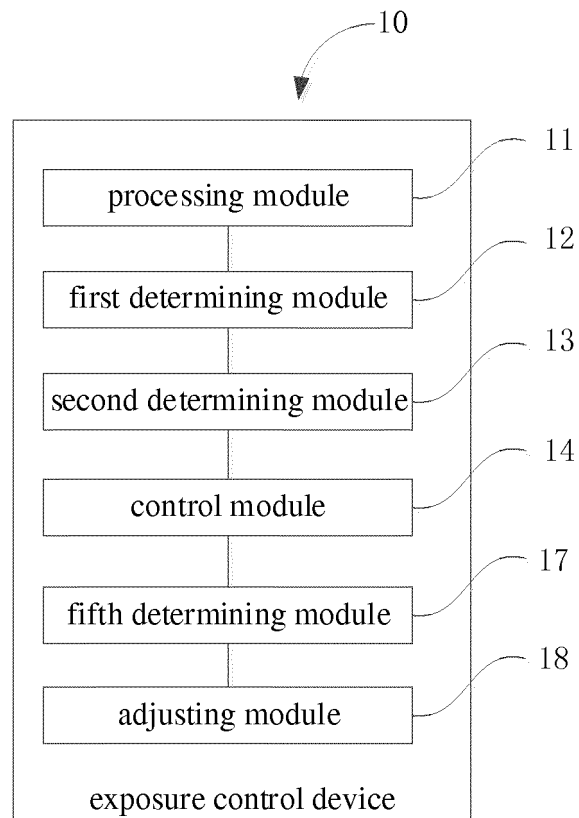 10
processing module
11
first determining module
12
second determining module
13
control module
14
fifth determining module
17
adjusting module
18
exposure control device